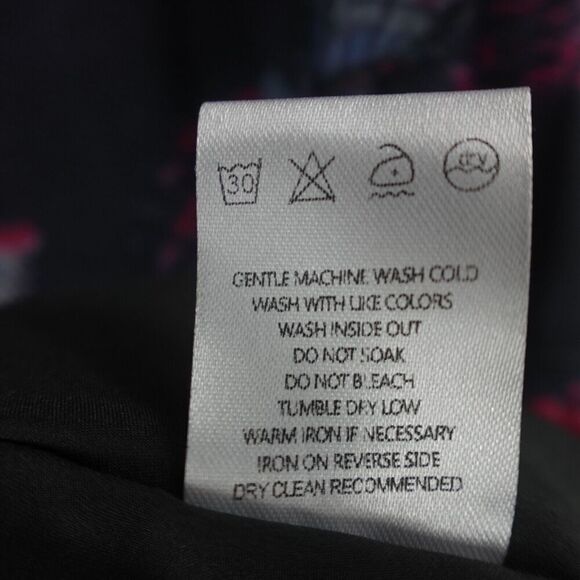 30 dry
GENTLE MACHINE WASH COLD
WASH WITH LIKE COLORS
WASH INSIDE OUT
DO NOT SOAK
DO NOT BLEACH
TUMBLE DRY LOW
WARM IRON IF NECESSARY
IRON ON REVERSE SIDE
DRY CLEAN RECOMMENDED